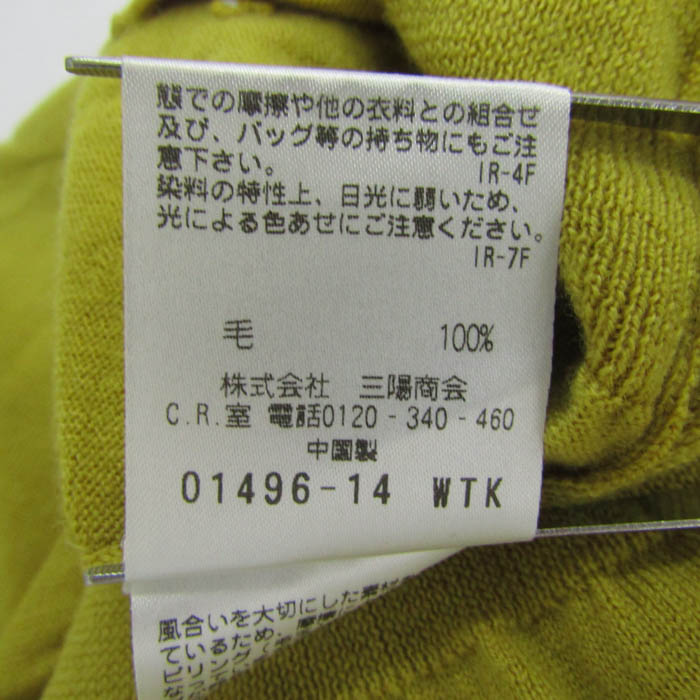 態での摩擦や他の衣料との組合せ
及び、バッグ等の持ち物にもご注
意下さい。
IR-4F
染料の特性上、日光に弱いため、
光による色あせにご注意ください。
IR-7F
毛 100%
株式会社 三陽商会
C.R.室 電話0120-340-460
中国製
01496-14 WTK
風合いを大切にした素材
ているため、摩擦